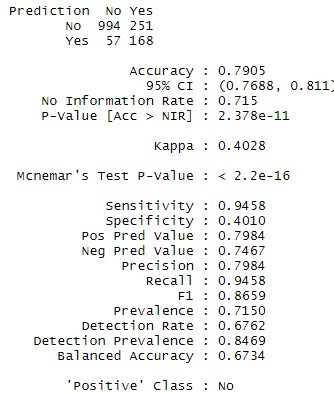 Prediction No Yes
No 994 251
Yes 57 168
Accuracy : 0.7905
95% CI : (0.7688, 0.811)
No Information Rate : 0.715
P-Value [Acc > NIR] : 2.378e-11
Kappa : 0.4028
Mcnemar's Test P-Value : < 2.2e-16
Sensitivity : 0.9458
Specificity : 0.4010
Pos Pred Value : 0.7984
Neg Pred Value : 0.7467
Precision : 0.7984
Recall : 0.9458
F1 : 0.8659
Prevalence : 0.7150
Detection Rate : 0.6762
Detection Prevalence : 0.8469
Balanced Accuracy : 0.6734
'Positive' Class : No